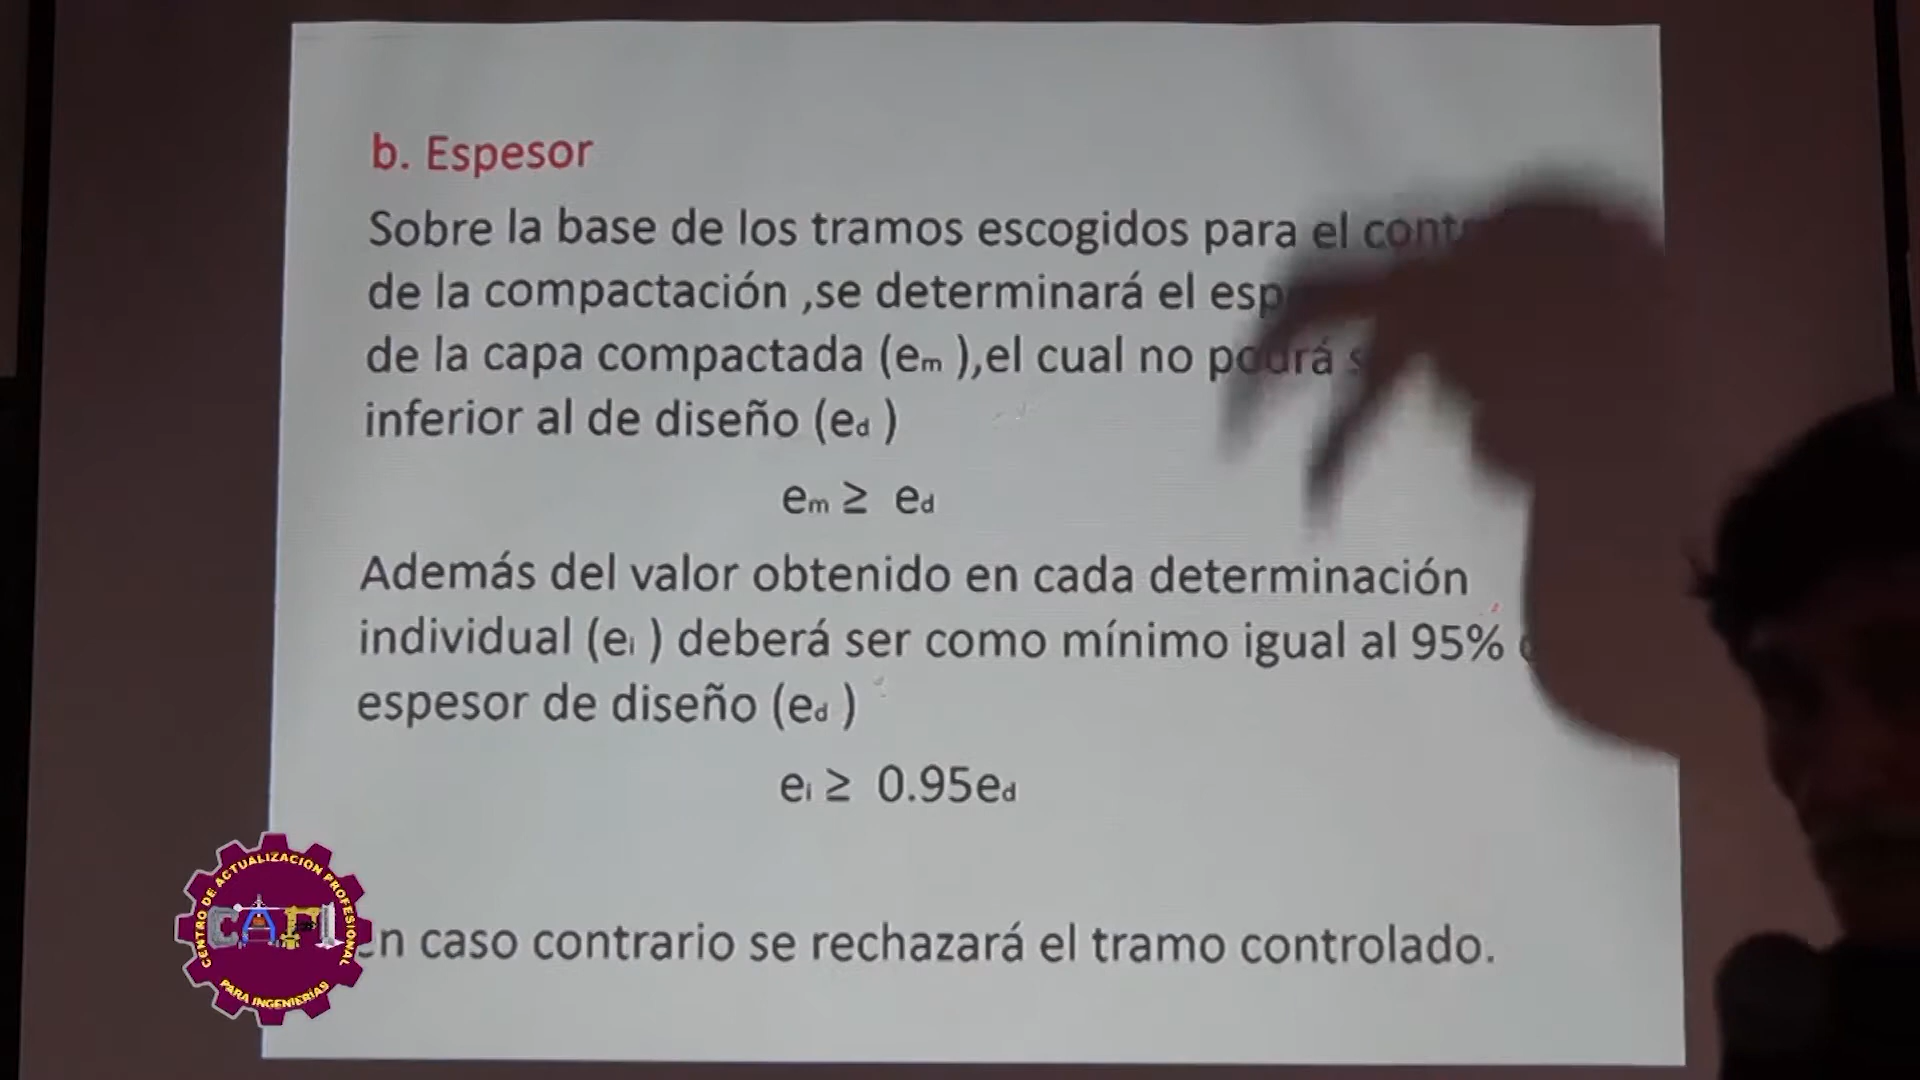 b. Espesor
Sobre la base de los tramos escogidos para el
de la compactación ,se determinará el
de la capa compactada (em ),el cual no podrá
inferior al de diseño (ed )
em ≥ ed
Además del valor obtenido en cada determinación
individual (ei ) deberá ser como mínimo igual al 95%
espesor de diseño (ed )
ei ≥ 0.95ed
caso contrario se rechazará el tramo controlado.
CENTRO DE ACTUALIZACION PROFESIONAL
CAPI
PARA INGENIERÍAS